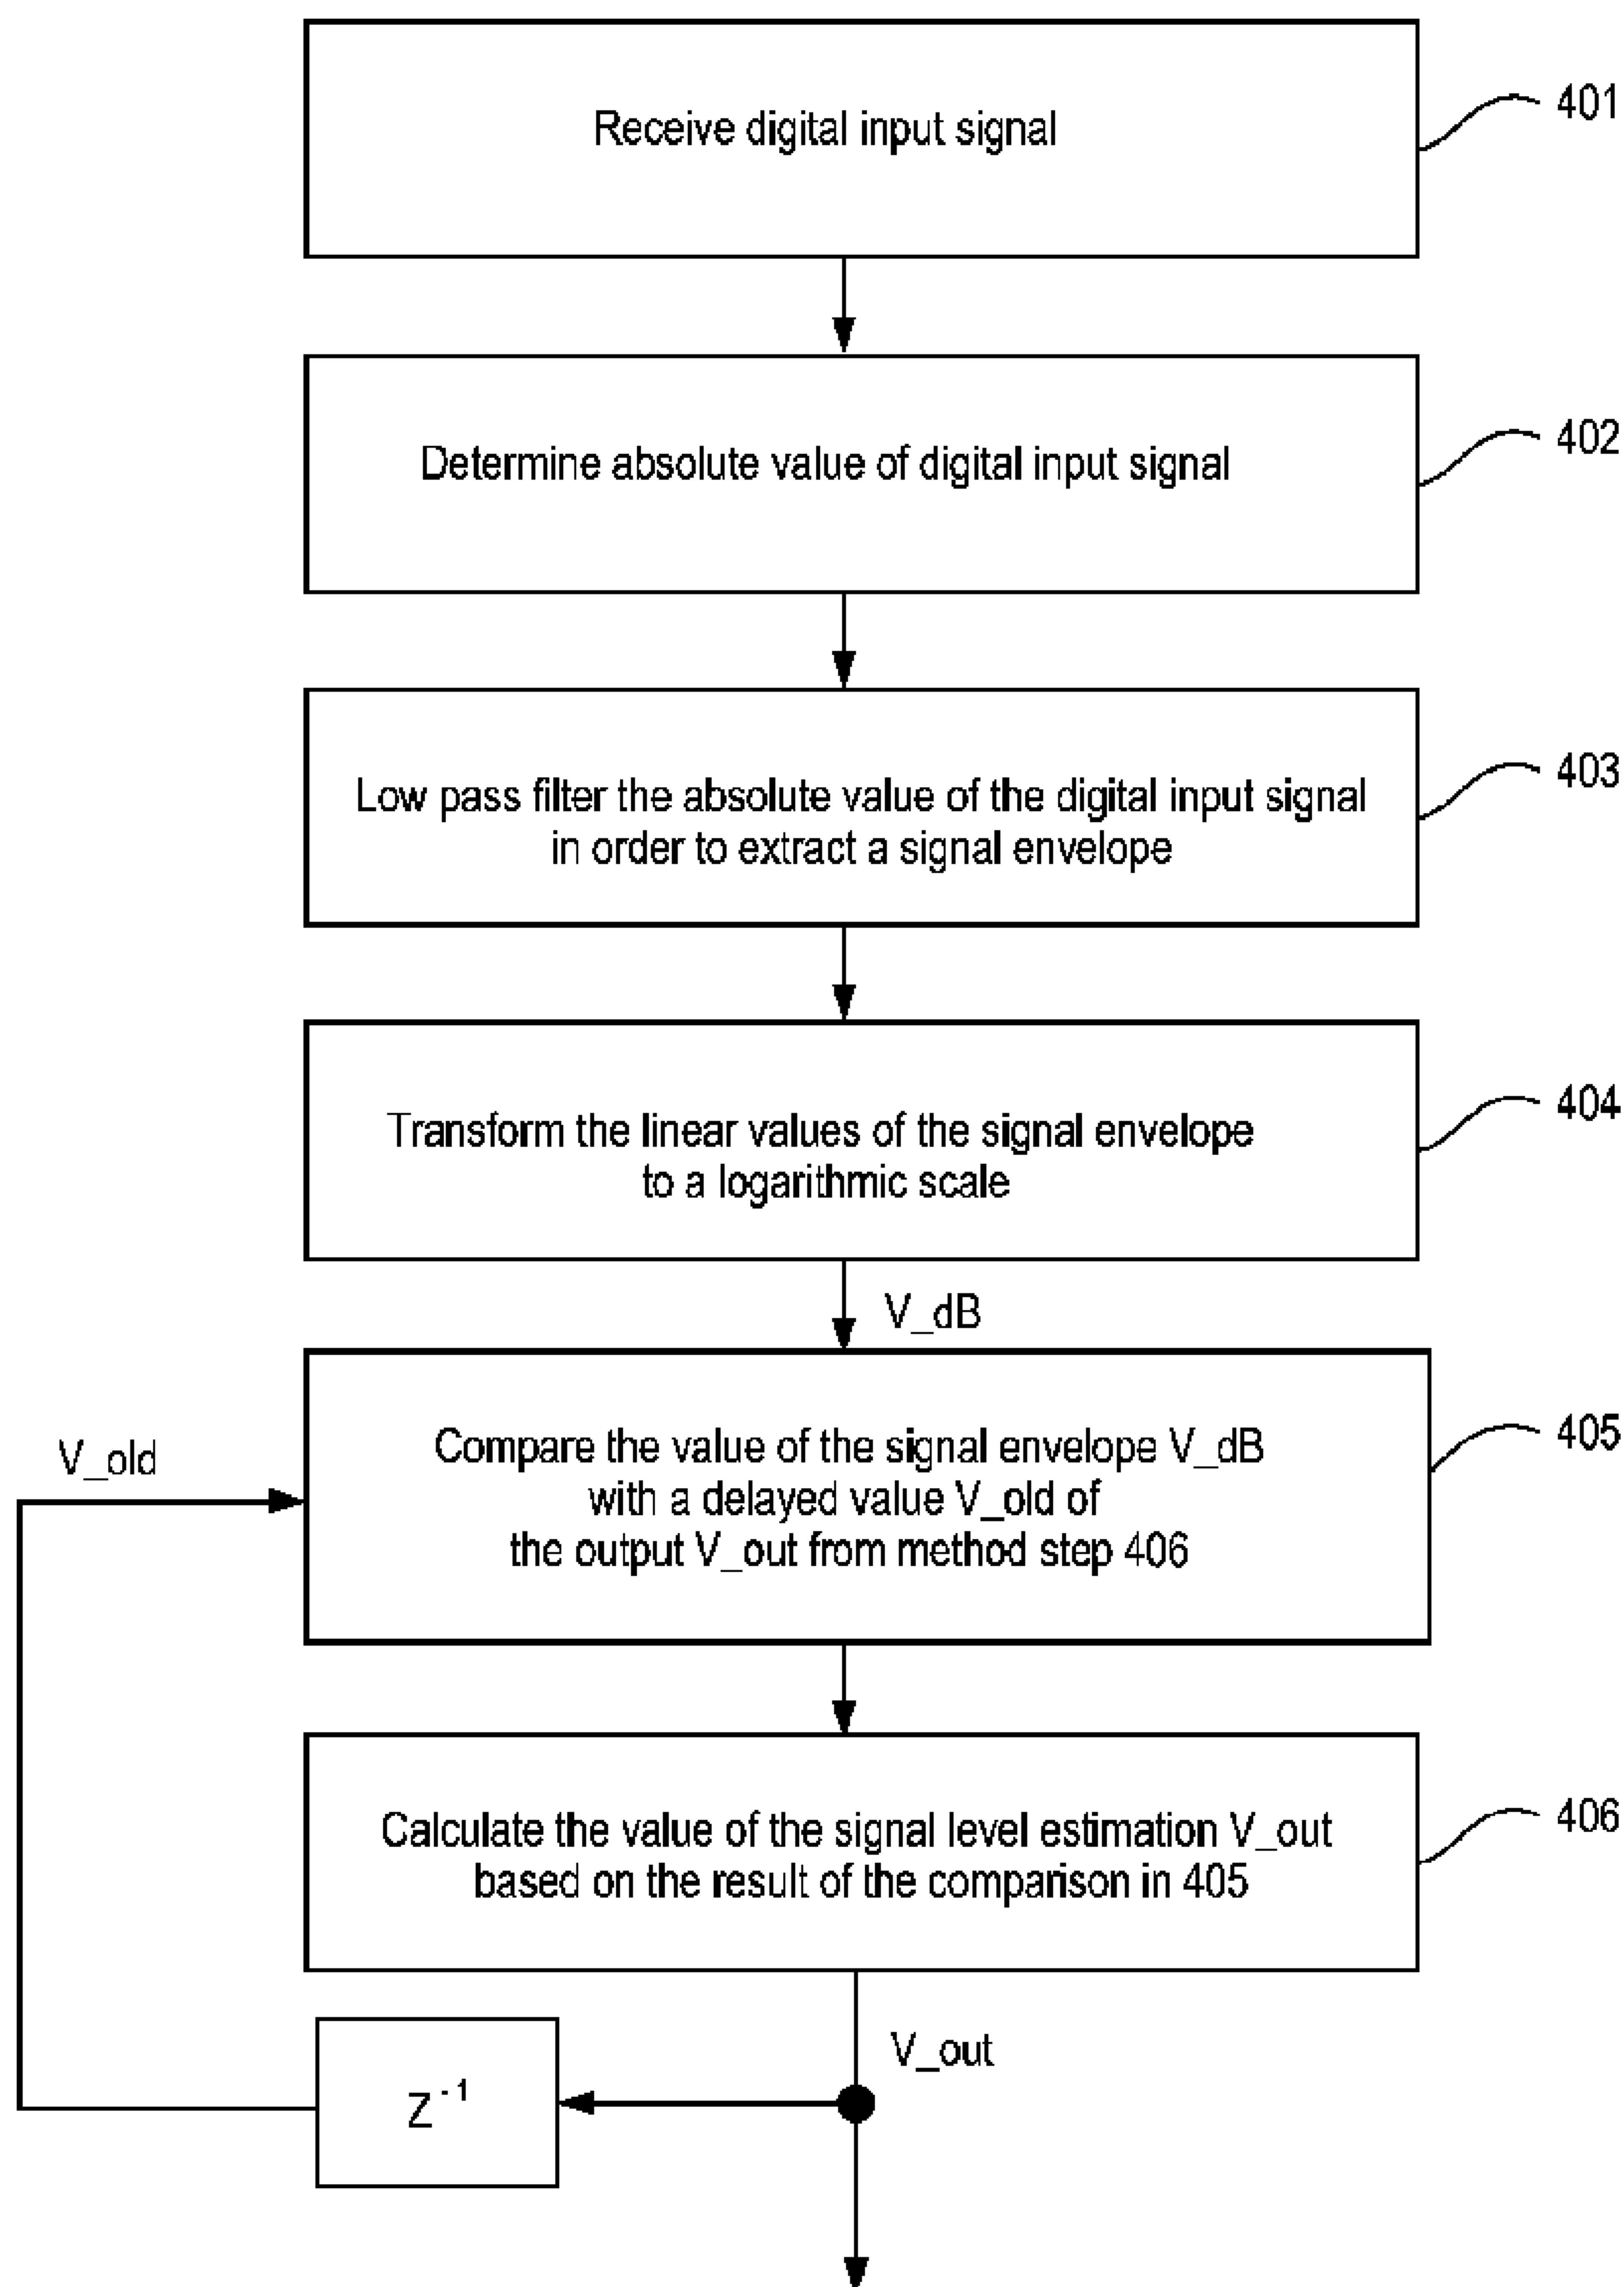 Receive digital input signal
401
Determine absolute value of digital input signal
402
Low pass filter the absolute value of the digital input signal
in order to extract a signal envelope
403
Transform the linear values of the signal envelope
to a logarithmic scale
404
V_dB
V_old
Compare the value of the signal envelope V_dB
with a delayed value V_old of
the output V_out from method step 406
405
Calculate the value of the signal level estimation V_out
based on the result of the comparison in 405
406
V_out
Z⁻¹